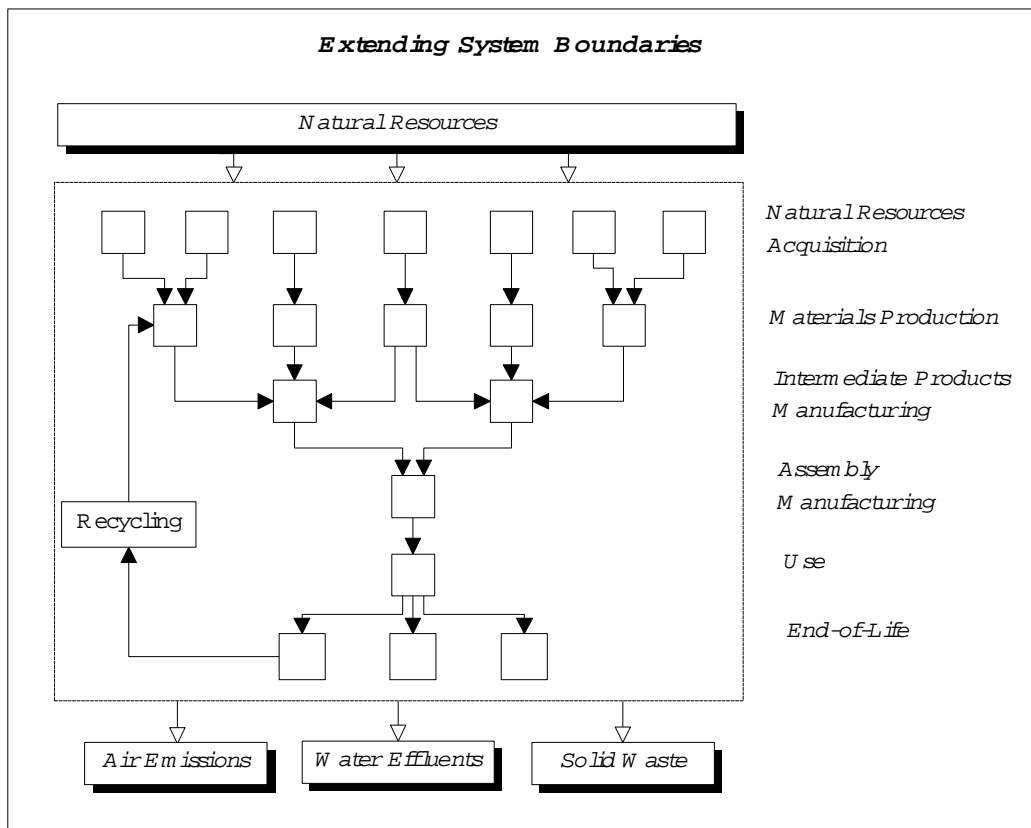 Extending System Boundaries
Natural Resources
Natural Resources
Acquisition
Materials Production
Intermediate Products
Manufacturing
Assembly
Manufacturing
Recycling
Use
End-of-Life
Air Emissions
Water Effluents
Solid Waste